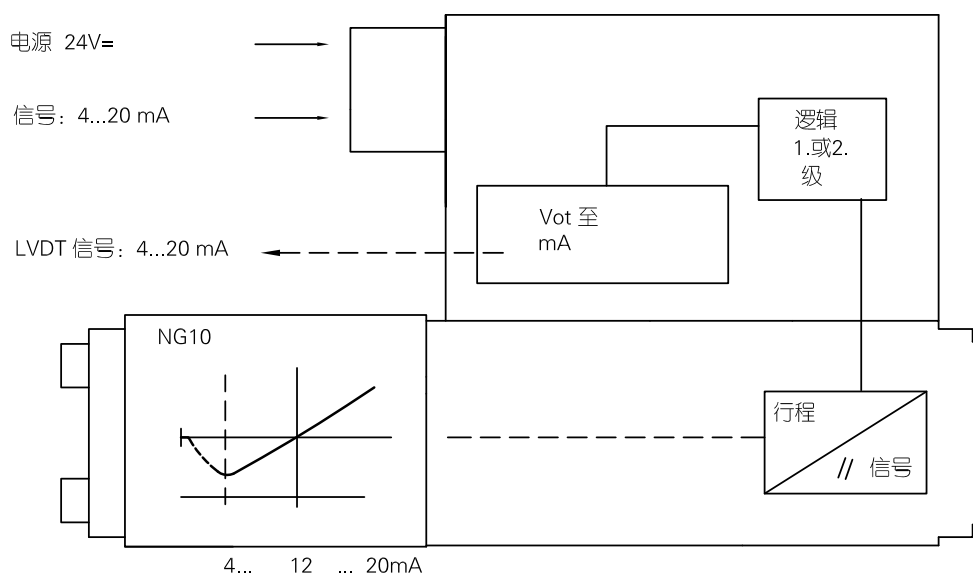 电源 24V=
信号: 4...20 mA
逻辑
1.或2.
级
Vot 至
mA
LVDT 信号: 4...20 mA
NG10
行程
// 信号
4... 12 ... 20mA